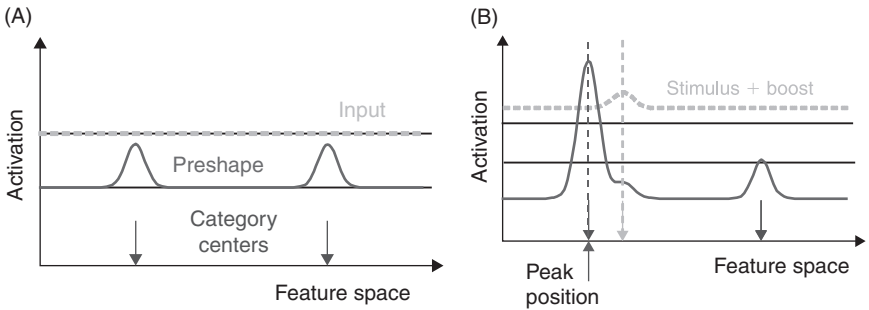 (A)
Activation
Input
Preshape
Category
centers
Feature space
(B)
Activation
Stimulus + boost
Peak
position
Feature space